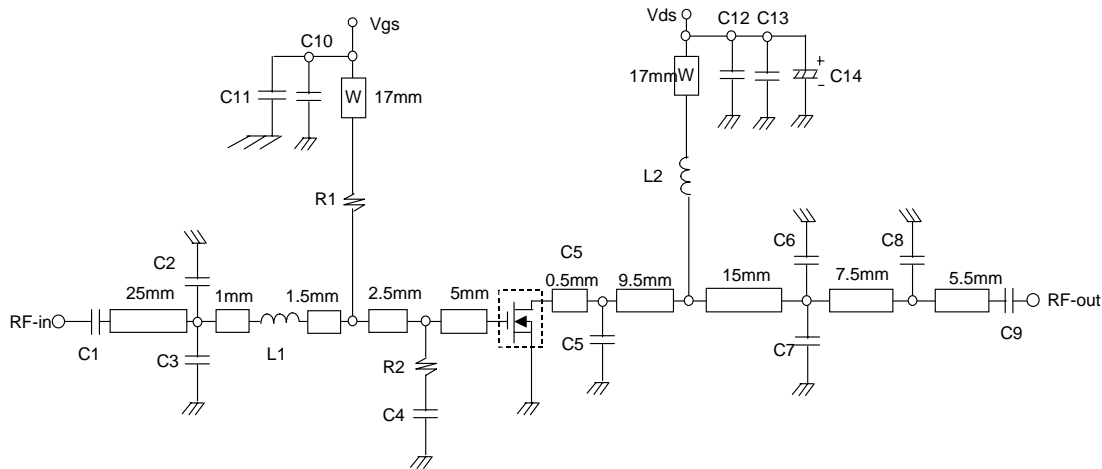 Vgs
Vds
C12
C13
C10
C11
W
17mm
17mm
W
+
-
C14
R1
L2
C5
C2
C6
C8
25mm
1mm
1.5mm
2.5mm
5mm
0.5mm
9.5mm
15mm
7.5mm
5.5mm
RF-in
RF-out
C1
C3
L1
R2
C4
C5
C7
C9